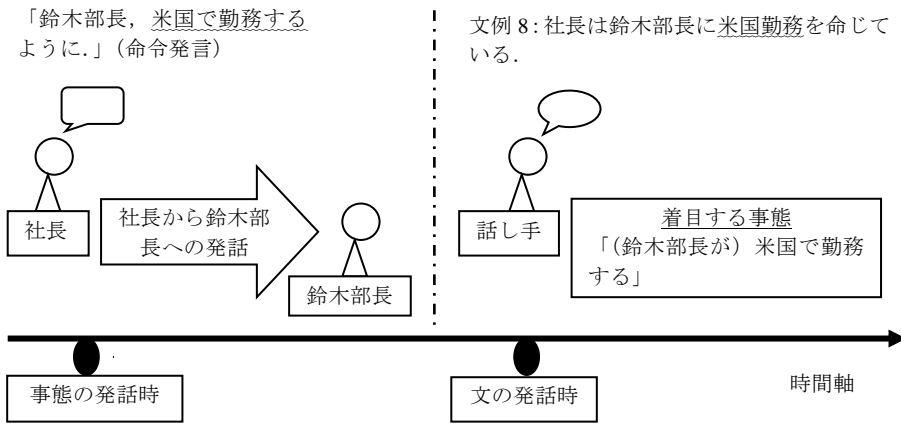 「鈴木部長，米国で勤務する
ように．」（命令発言）
文例 8：社長は鈴木部長に米国勤務を命じて
いる．
社長
社長から鈴木部
長への発話
鈴木部長
話し手
着目する事態
「（鈴木部長が）米国で勤務
する」
事態の発話時
文の発話時
時間軸